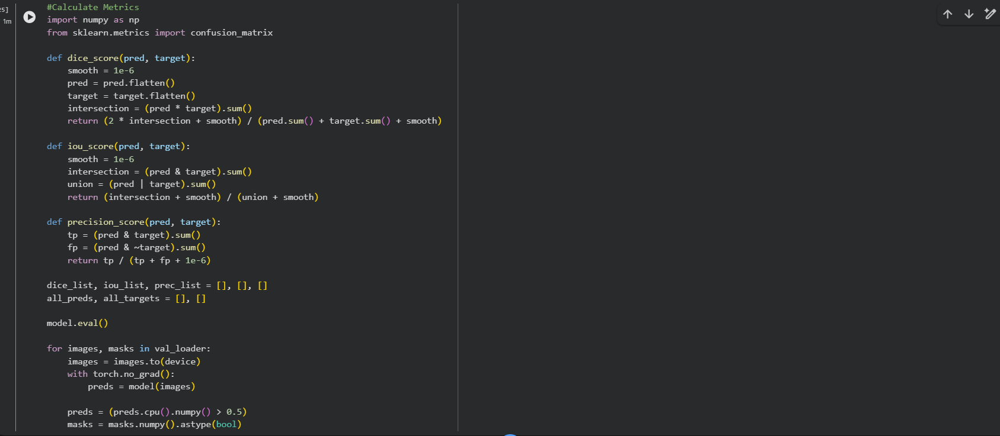 25]
1m
#Calculate Metrics
import numpy as np
from sklearn.metrics import confusion_matrix
def dice_score(pred, target):
    smooth = 1e-6
    pred = pred.flatten()
    target = target.flatten()
    intersection = (pred * target).sum()
    return (2 * intersection + smooth) / (pred.sum() + target.sum() + smooth)
def iou_score(pred, target):
    smooth = 1e-6
    intersection = (pred & target).sum()
    union = (pred | target).sum()
    return (intersection + smooth) / (union + smooth)
def precision_score(pred, target):
    tp = (pred & target).sum()
    fp = (pred & ~target).sum()
    return tp / (tp + fp + 1e-6)
dice_list, iou_list, prec_list = [], [], []
all_preds, all_targets = [], []
model.eval()
for images, masks in val_loader:
    images = images.to(device)
    with torch.no_grad():
        preds = model(images)
    preds = (preds.cpu().numpy() > 0.5)
    masks = masks.numpy().astype(bool)